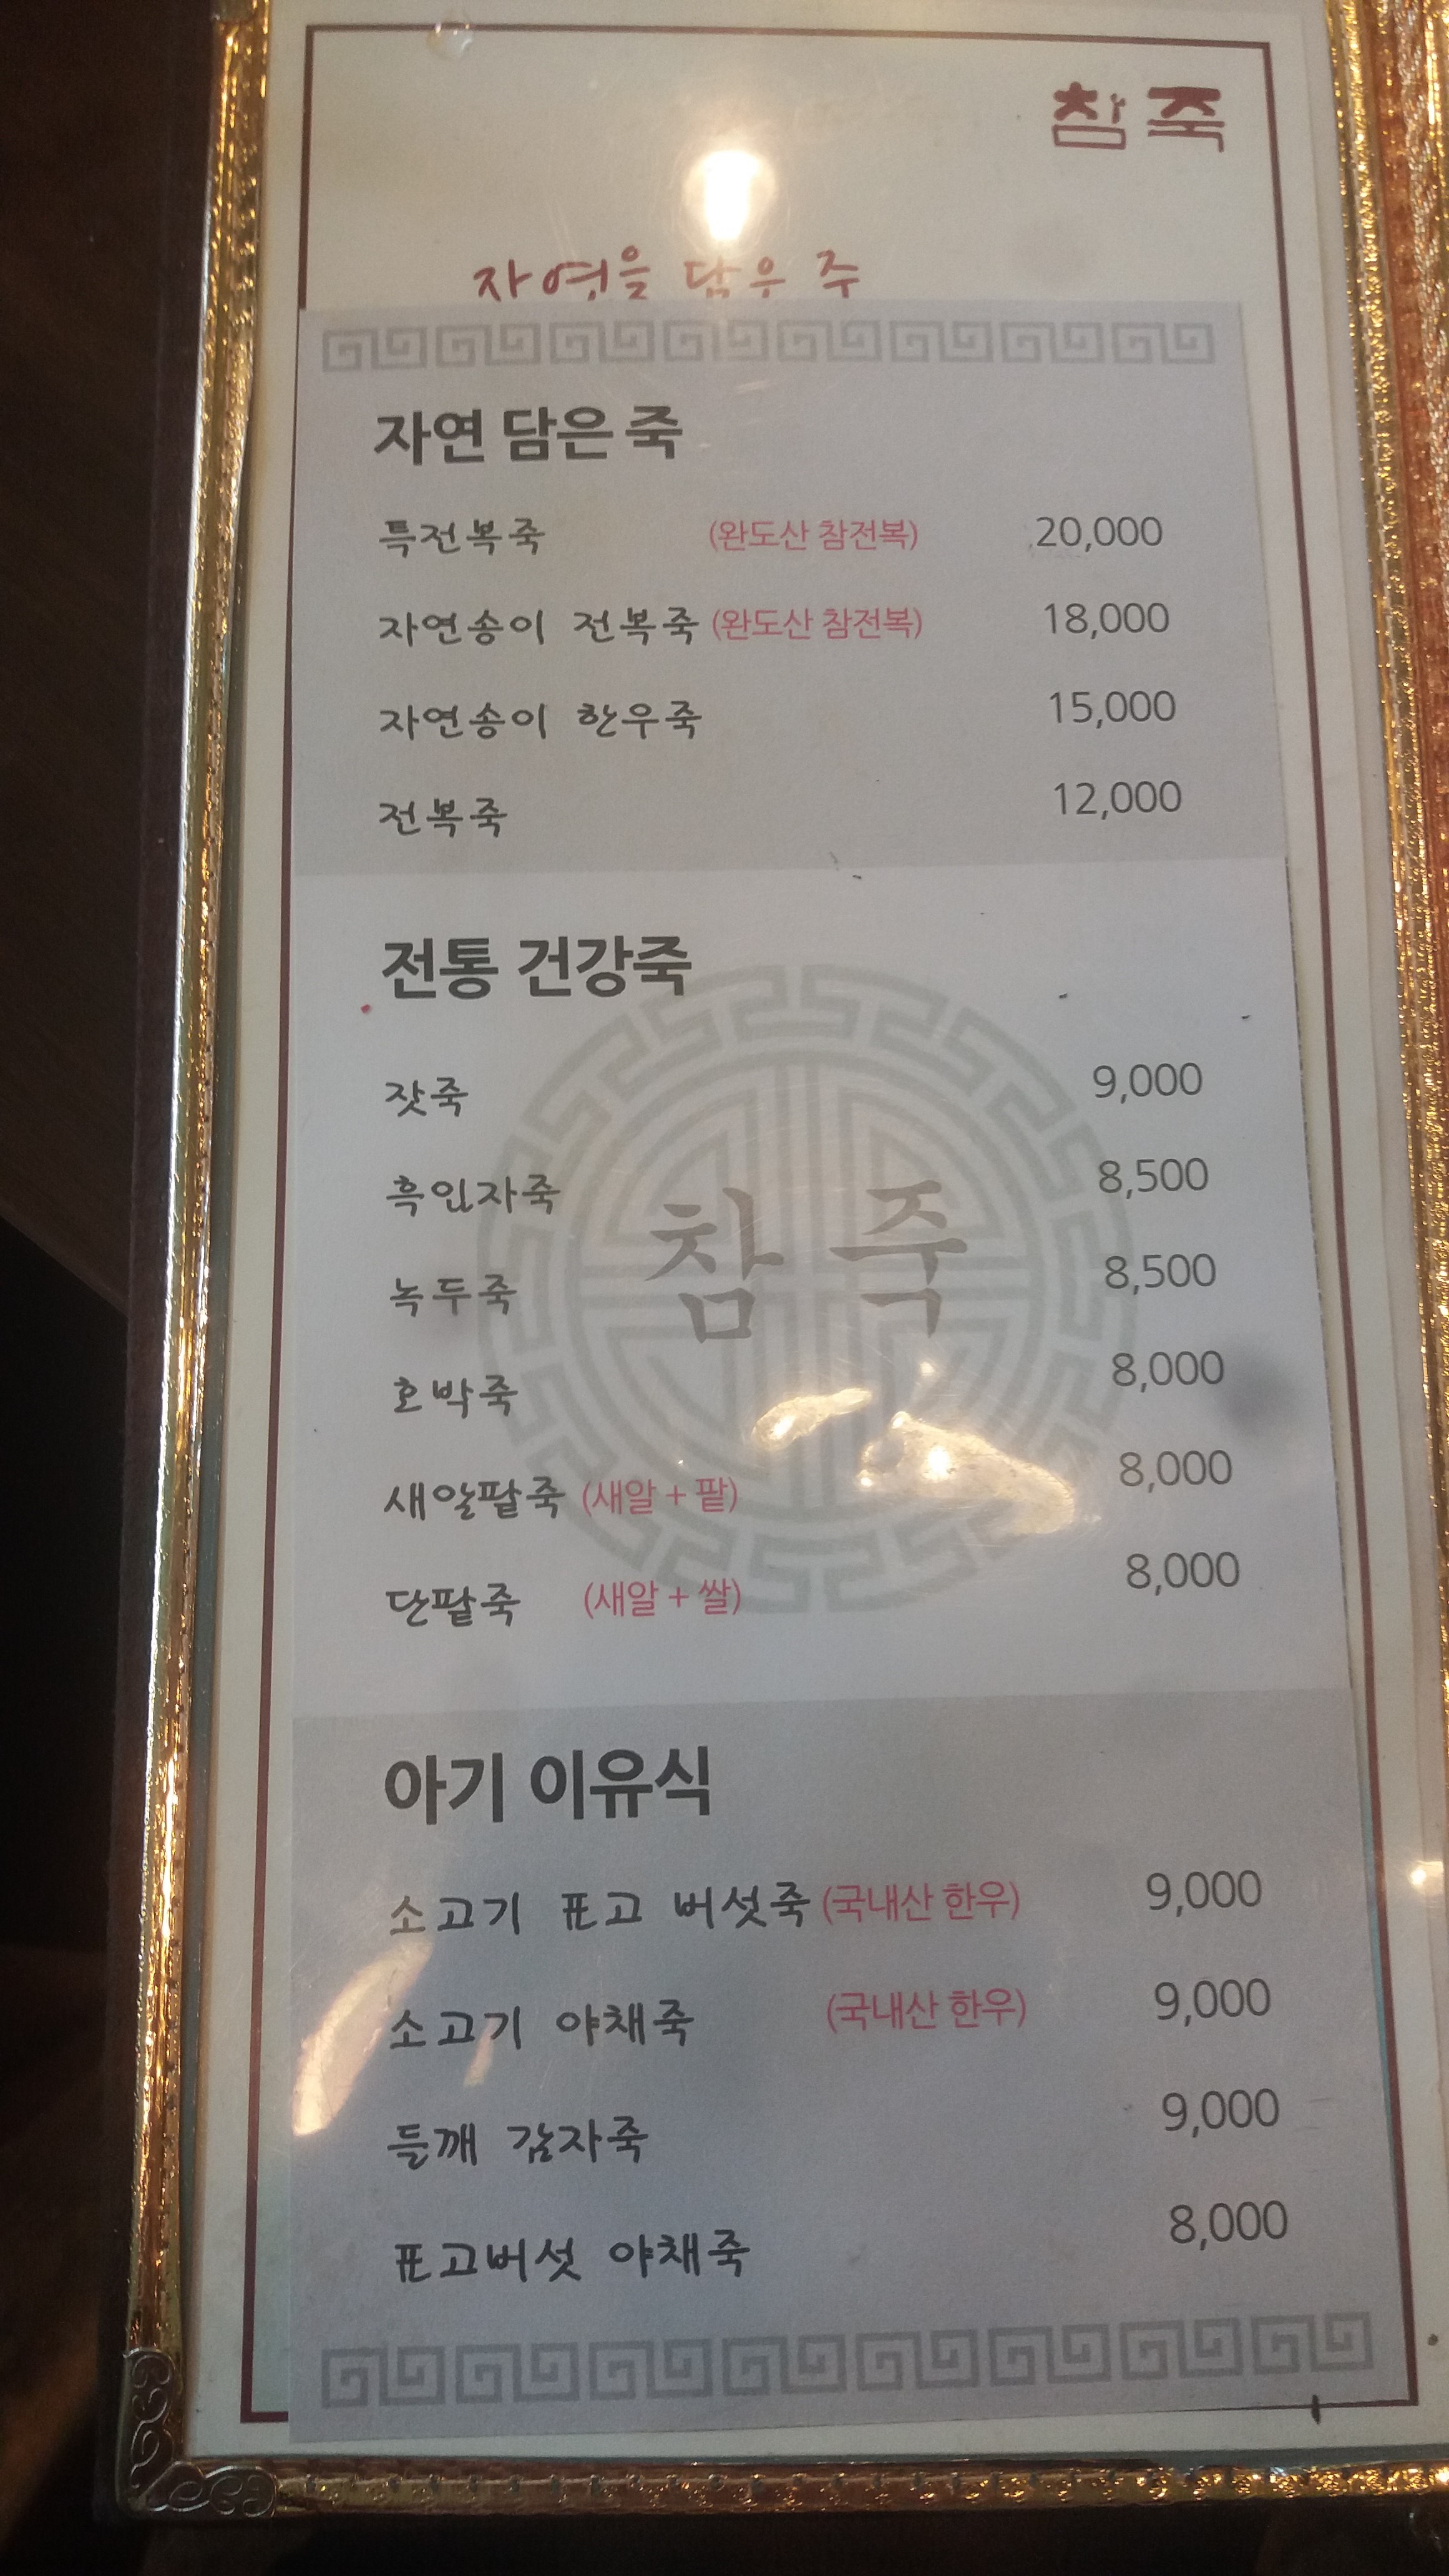 참죽
자연 담은 죽
특전복죽 (완도산 참전복) 20,000
자연송이 전복죽 (완도산 참전복) 18,000
자연송이 한우죽 15,000
전복죽 12,000
전통 건강죽
잣죽 9,000
흑임자죽 8,500
참죽
녹두죽 8,500
호박죽 8,000
새알팥죽 (새알 + 팥) 8,000
단팥죽 (새알 + 쌀) 8,000
아기 이유식
소고기 표고 버섯죽 (국내산 한우) 9,000
소고기 야채죽 (국내산 한우) 9,000
들깨 감자죽 9,000
표고버섯 야채죽 8,000